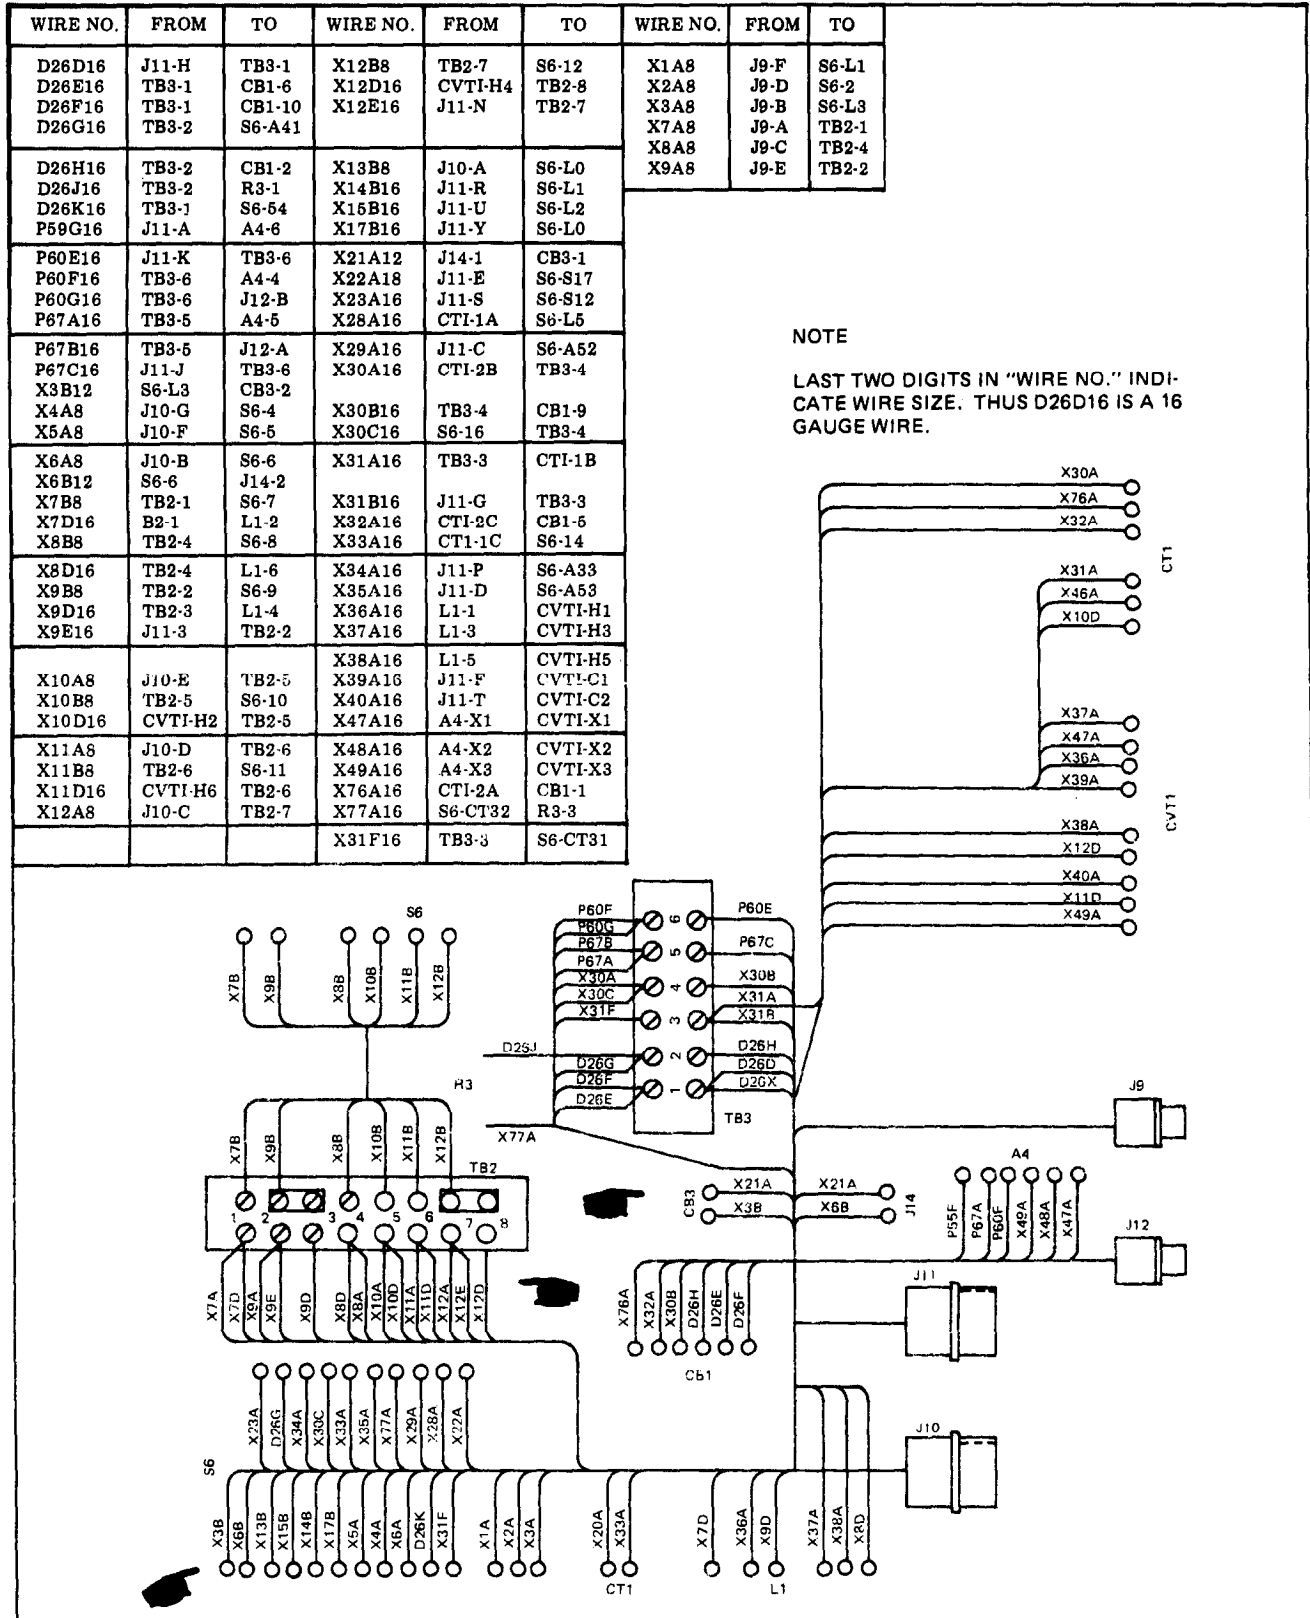 WIRE NO. FROM TO WIRE NO. FROM TO WIRE NO. FROM TO
D26D16 J11-H TB3-1 X12B8 TB2-7 S6-12 X1A8 J9-F S6-L1
D26E16 TB3-1 CB1-6 X12D16 CVTI-H4 TB2-8 X2A8 J9-D S6-2
D26F16 TB3-1 CB1-10 X12E16 J11-N TB2-7 X3A8 J9-B S6-L3
D26G16 TB3-2 S6-A41 X7A8 J9-A TB2-1
X8A8 J9-C TB2-4
D26H16 TB3-2 CB1-2 X13B8 J10-A S6-L0 X9A8 J9-E TB2-2
D26J16 TB3-2 R3-1 X14B16 J11-R S6-L1
D26K16 TB3-1 S6-54 X15B16 J11-U S6-L2
P59G16 J11-A A4-6 X17B16 J11-Y S6-L0
P60E16 J11-K TB3-6 X21A12 J14-1 CB3-1
P60F16 TB3-6 A4-4 X22A18 J11-E S6-S17
P60G16 TB3-6 J12-B X23A16 J11-S S6-S12
P67A16 TB3-5 A4-5 X28A16 CTI-1A S6-L5
P67B16 TB3-5 J12-A X29A16 J11-C S6-A52
P67C16 J11-J TB3-6 X30A16 CTI-2B TB3-4
X3B12 S6-L3 CB3-2
X4A8 J10-G S6-4 X30B16 TB3-4 CB1-9
X5A8 J10-F S6-5 X30C16 S6-16 TB3-4
X6A8 J10-B S6-6 X31A16 TB3-3 CTI-1B
X6B12 S6-6 J14-2
X7B8 TB2-1 S6-7 X31B16 J11-G TB3-3
X7D16 B2-1 L1-2 X32A16 CTI-2C CB1-5
X8B8 TB2-4 S6-8 X33A16 CT1-1C S6-14
X8D16 TB2-4 L1-6 X34A16 J11-P S6-A33
X9B8 TB2-2 S6-9 X35A16 J11-D S6-A53
X9D16 TB2-3 L1-4 X36A16 L1-1 CVTI-H1
X9E16 J11-3 TB2-2 X37A16 L1-3 CVTI-H3
X38A16 L1-5 CVTI-H5
X10A8 J10-E TB2-5 X39A16 J11-F CVTI-C1
X10B8 TB2-5 S6-10 X40A16 J11-T CVTI-C2
X10D16 CVTI-H2 TB2-5 X47A16 A4-X1 CVTI-X1
X11A8 J10-D TB2-6 X48A16 A4-X2 CVTI-X2
X11B8 TB2-6 S6-11 X49A16 A4-X3 CVTI-X3
X11D16 CVTI-H6 TB2-6 X76A16 CTI-2A CB1-1
X12A8 J10-C TB2-7 X77A16 S6-CT32 R3-3
X31F16 TB3-3 S6-CT31
NOTE
LAST TWO DIGITS IN "WIRE NO." INDI-
CATE WIRE SIZE. THUS D26D16 IS A 16
GAUGE WIRE.
X30A
X76A
X32A
CT1
X31A
X46A
X10D
X37A
X47A
X36A
X39A
CVT1
X38A
X12D
X40A
X11D
X49A
S6
X7B X9B X8B X10B X11B X12B
P60F 6 P60E
P60G
P67B 5 P67C
P67A
X30A 4 X30B
X30C X31A
X31F 3 X31B
D26J 2 D26H
D26G D26D
D26F 1 D26X
D26E
TB3
R3
X77A
X7B X9B X8B X10B X11B X12B
TB2
1 2 3 4 5 6 7 8
X7A X7D X9A X9E X9D X8D X8A X10A X10D X11A X11D X12A X12E X12D
CB3 X21A X21A J14
X3B X6B
J9
A4
P55F P67A P60F X49A X48A X47A
J12
X76A X32A X30B D26H D26E D26F
CB1
J11
J10
S6
X23A D26G X34A X30C X33A X35A X77A X29A X28A X22A
X3B X6B X13B X15B X14B X17B X5A X4A X6A D26K X31F X1A X2A X3A X20A X33A X7D X36A X9D X37A X38A X8D
CT1 L1